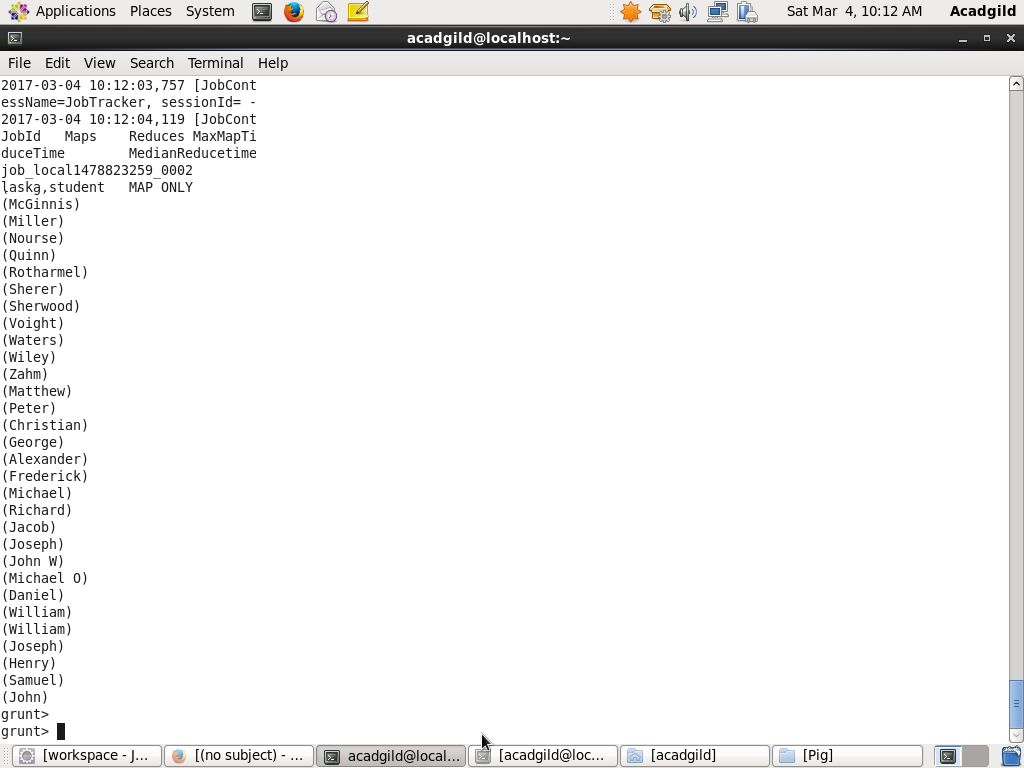 Applications Places System Sat Mar 4, 10:12 AM Acadgild
acadgild@localhost:~
File Edit View Search Terminal Help
2017-03-04 10:12:03,757 [JobCont
essName=JobTracker, sessionId= -
2017-03-04 10:12:04,119 [JobCont
JobId Maps Reduces MaxMapTi
duceTime MedianReducetime
job_local1478823259_0002
laska,student MAP ONLY
(McGinnis)
(Miller)
(Nourse)
(Quinn)
(Rotharmel)
(Sherer)
(Sherwood)
(Voight)
(Waters)
(Wiley)
(Zahm)
(Matthew)
(Peter)
(Christian)
(George)
(Alexander)
(Frederick)
(Michael)
(Richard)
(Jacob)
(Joseph)
(John W)
(Michael O)
(Daniel)
(William)
(William)
(Joseph)
(Henry)
(Samuel)
(John)
grunt>
grunt>
[workspace - J... [(no subject) - ... acadgild@local... [acadgild@loc... [acadgild] [Pig]